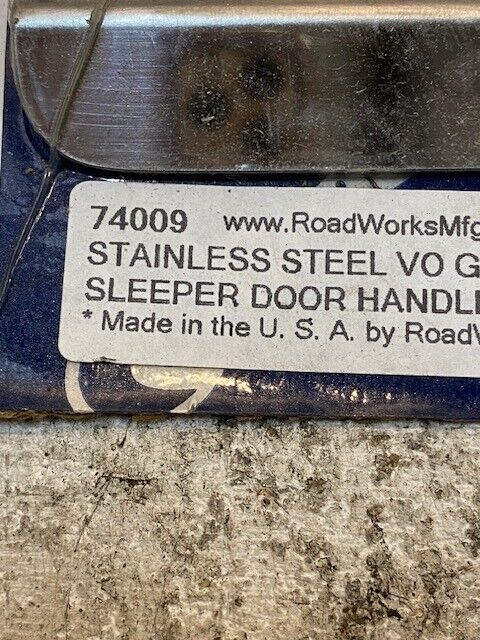 74009 www.RoadWorksMfg
STAINLESS STEEL VO G
SLEEPER DOOR HANDL
* Made in the U. S. A. by Road